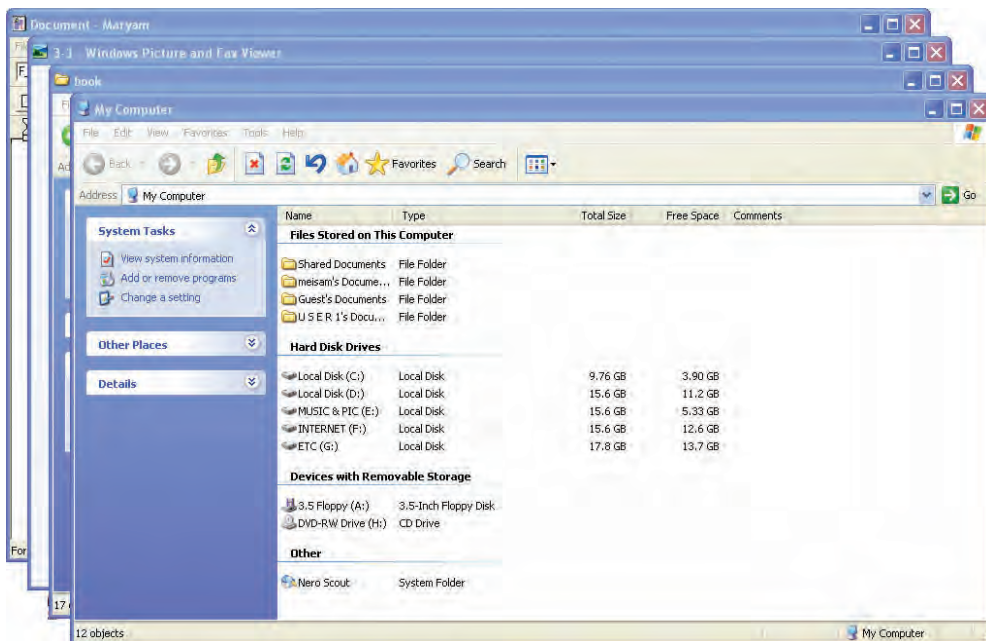 Document - Maryam
3-1 - Windows Picture and Fax Viewer
book
My Computer
File Edit View Favorites Tools Help
Back Favorites Search
Address My Computer Go
Name Type Total Size Free Space Comments
System Tasks
View system information
Add or remove programs
Change a setting
Other Places
Details
Files Stored on This Computer
Shared Documents File Folder
meisam's Docume... File Folder
Guest's Documents File Folder
U S E R 1's Docu... File Folder
Hard Disk Drives
Local Disk (C:) Local Disk 9.76 GB 3.90 GB
Local Disk (D:) Local Disk 15.6 GB 11.2 GB
MUSIC & PIC (E:) Local Disk 15.6 GB 5.33 GB
INTERNET (F:) Local Disk 15.6 GB 12.6 GB
ETC (G:) Local Disk 17.8 GB 13.7 GB
Devices with Removable Storage
3.5 Floppy (A:) 3.5-Inch Floppy Disk
DVD-RW Drive (H:) CD Drive
Other
Nero Scout System Folder
For
17
12 objects My Computer